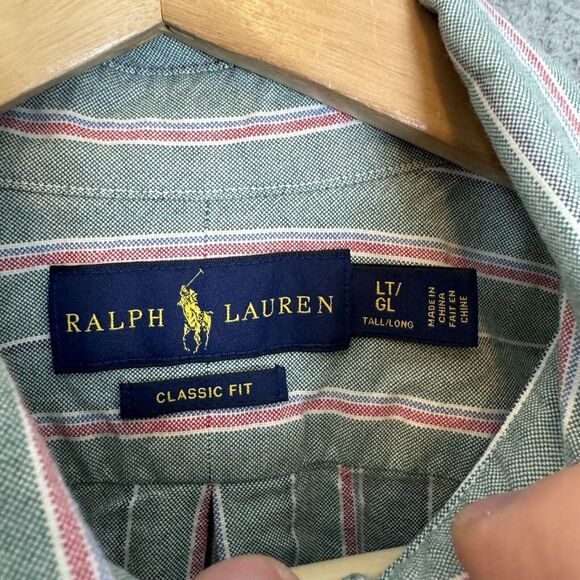 RALPH LAUREN
LT/
GL
TALL/LONG
MADE IN
CHINA
FAIT EN
CHINE
CLASSIC FIT